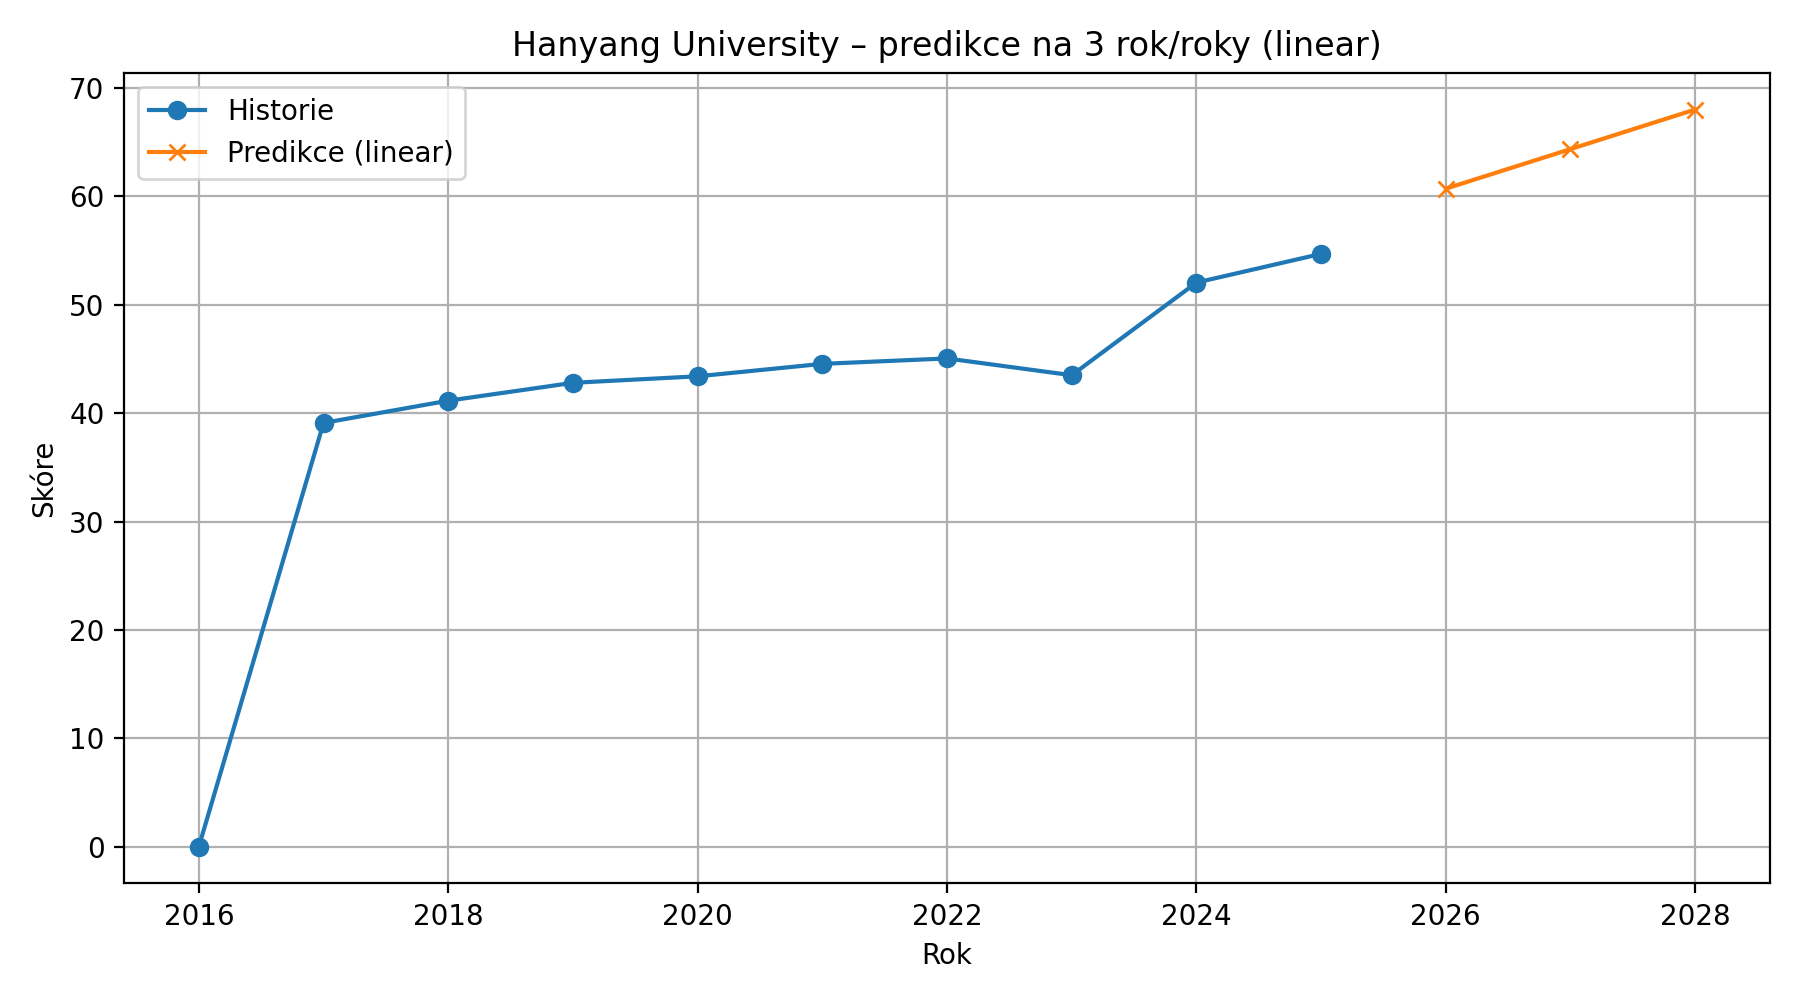 Hanyang University – predikce na 3 rok/roky (linear)
Historie
Predikce (linear)
70
60
50
40
30
20
10
0
Skóre
2016 2018 2020 2022 2024 2026 2028
Rok